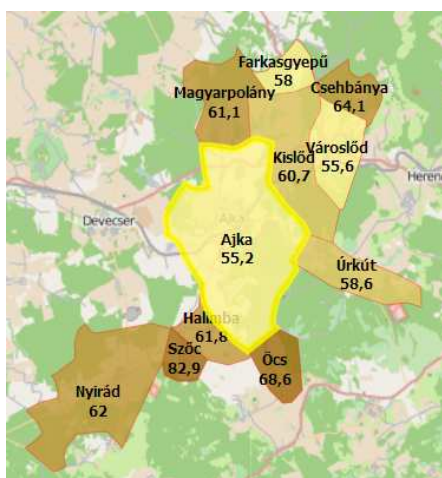 Farkasgyepű
58
Magyarpolány
61,1
Csehbánya
64,1
Városlőd
55,6
Kislőd
60,7
Herend
Devecser
Ajka
Ajka
55,2
Úrkút
58,6
Halimba
61,8
Szőc
82,9
Öcs
68,6
Nyirád
62